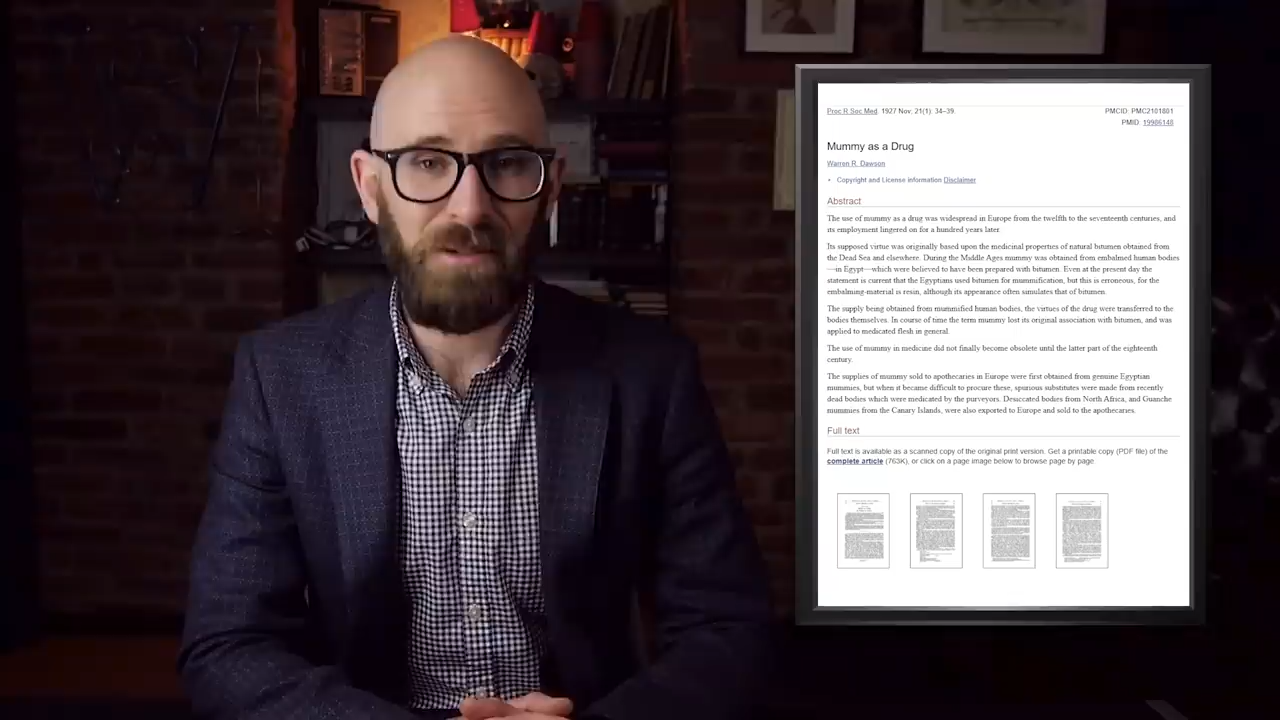 Proc R Soc Med. 1927 Nov; 21(1): 34–39.
PMCID: PMC2101801
PMID: 19986148
Mummy as a Drug
Warren R. Dawson
• Copyright and License information Disclaimer
Abstract
The use of mummy as a drug was widespread in Europe from the twelfth to the seventeenth centuries, and
its employment lingered on for a hundred years later.
Its supposed virtue was originally based upon the medicinal properties of natural bitumen obtained from
the Dead Sea and elsewhere. During the Middle Ages mummy was obtained from embalmed human bodies
—in Egypt—which were believed to have been prepared with bitumen. Even at the present day the
statement is current that the Egyptians used bitumen for mummification, but this is erroneous, for the
embalming-material is resin, although its appearance often simulates that of bitumen.
The supply being obtained from mummified human bodies, the virtues of the drug were transferred to the
bodies themselves. In course of time the term mummy lost its original association with bitumen, and was
applied to medicated flesh in general.
The use of mummy in medicine did not finally become obsolete until the latter part of the eighteenth
century.
The supplies of mummy sold to apothecaries in Europe were first obtained from genuine Egyptian
mummies, but when it became difficult to procure these, spurious substitutes were made from recently
dead bodies which were medicated by the purveyors. Desiccated bodies from North Africa, and Guanche
mummies from the Canary Islands, were also exported to Europe and sold to the apothecaries.
Full text
Full text is available as a scanned copy of the original print version. Get a printable copy (PDF file) of the
complete article (763K), or click on a page image below to browse page by page.